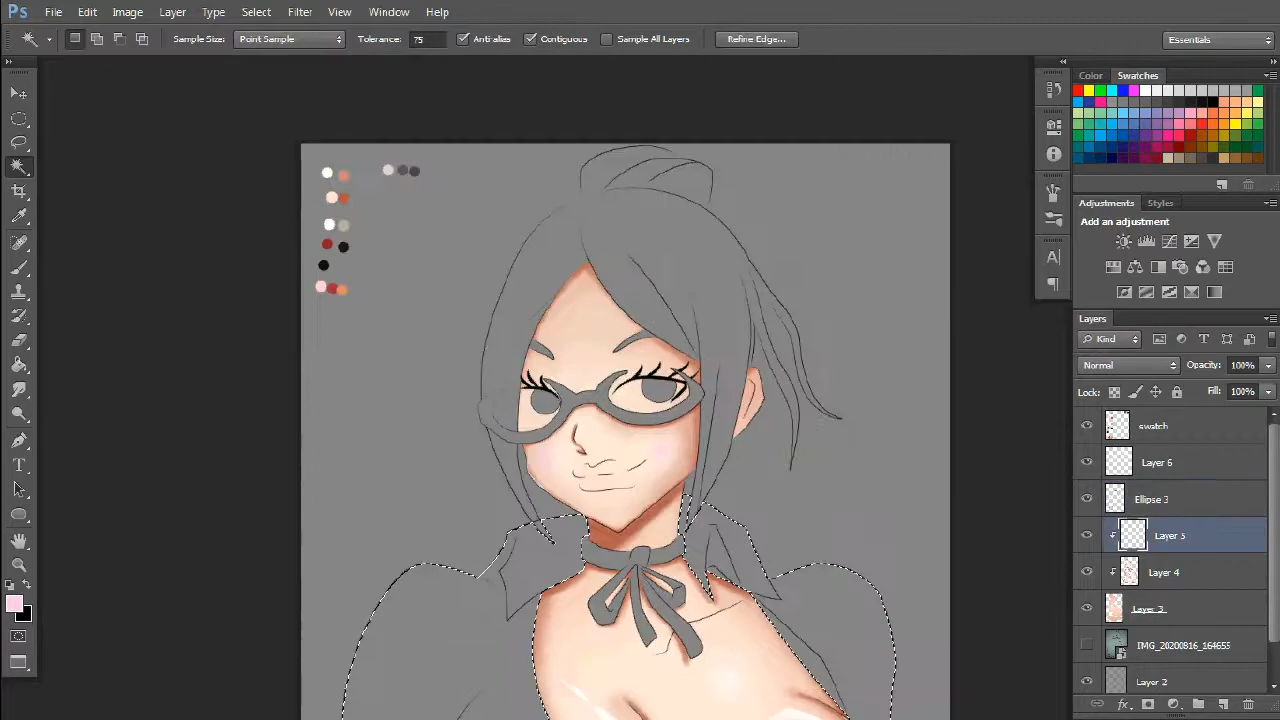 Ps File Edit Image Layer Type Select Filter View Window Help
Sample Size: Point Sample Tolerance: 75 Anti-alias Contiguous Sample All Layers Refine Edge... Essentials
Color Swatches
Adjustments Styles
Add an adjustment
Layers
Kind
Normal Opacity: 100%
Lock: Fill: 100%
swatch
Layer 6
Ellipse 3
Layer 5
Layer 4
Layer 3
IMG_20200816_164655
Layer 2